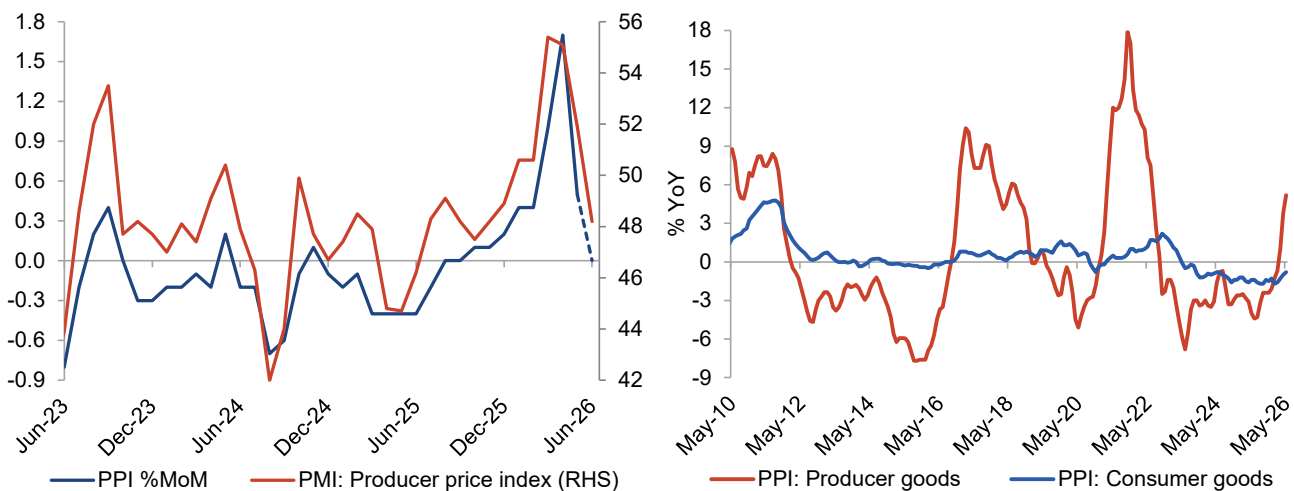 1.8
1.5
1.2
0.9
0.6
0.3
0.0
-0.3
-0.6
-0.9
56
54
52
50
48
46
44
42
Jun-23
Dec-23
Jun-24
Dec-24
Jun-25
Dec-25
Jun-26
PPI %MoM
PMI: Producer price index (RHS)
% YoY
18
15
12
9
6
3
0
-3
-6
-9
May-10
May-12
May-14
May-16
May-18
May-20
May-22
May-24
May-26
PPI: Producer goods
PPI: Consumer goods